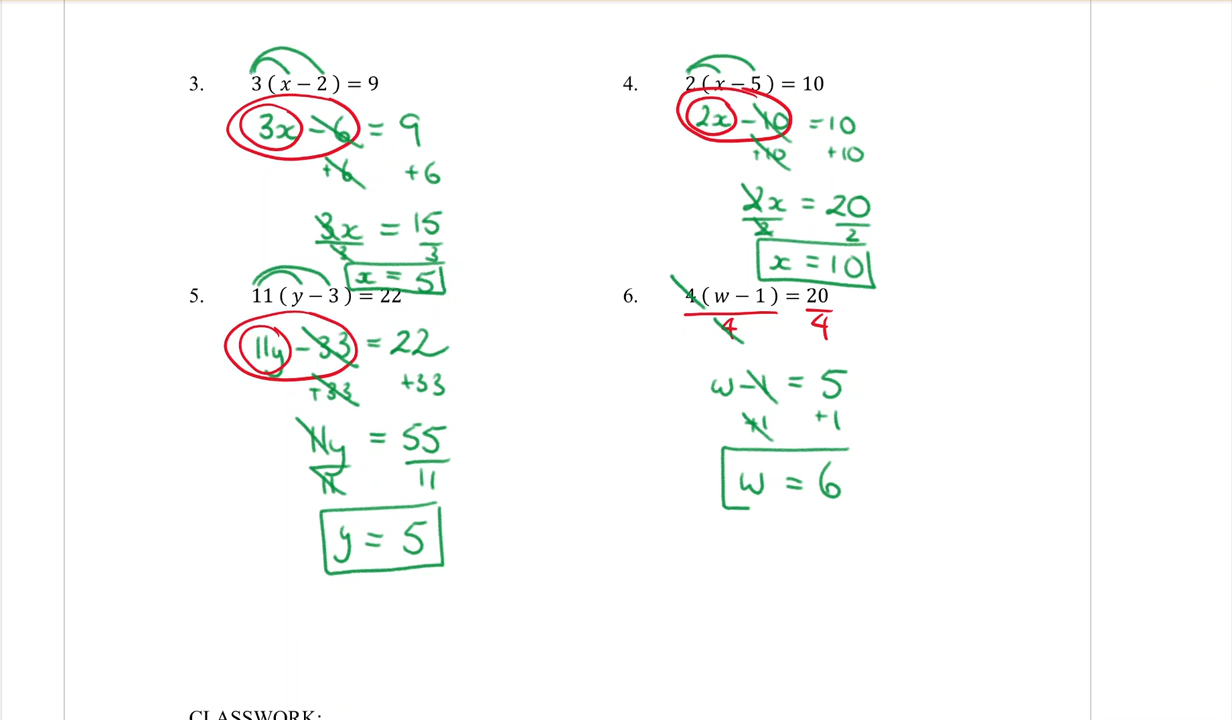 3. 3 ( x − 2 ) = 9
3x − 6 = 9
+6 +6
3x = 15
3 3
x = 5
4. 2 ( x − 5 ) = 10
2x − 10 = 10
+10 +10
2x = 20
2 2
x = 10
5. 11 ( y − 3 ) = 22
11y − 33 = 22
+33 +33
11y = 55
11 11
y = 5
6. 4 ( w − 1 ) = 20
4 4
w − 1 = 5
+1 +1
w = 6
CLASSWORK: